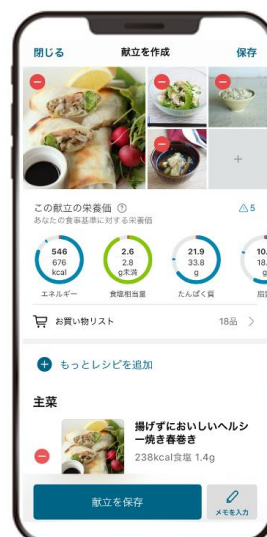 閉じる
献立を作成
保存
この献立の栄養価
5
あなたの食事基準に対する栄養価
546
676
kcal
2.6
2.8
g未満
21.9
33.8
g
10.
18.
g
エネルギー
食塩相当量
たんぱく質
脂質
お買い物リスト
18品
もっとレシピを追加
主菜
揚げずにおいしいヘルシ
ー焼き春巻き
238kcal食塩 1.4g
献立を保存
メモを入力